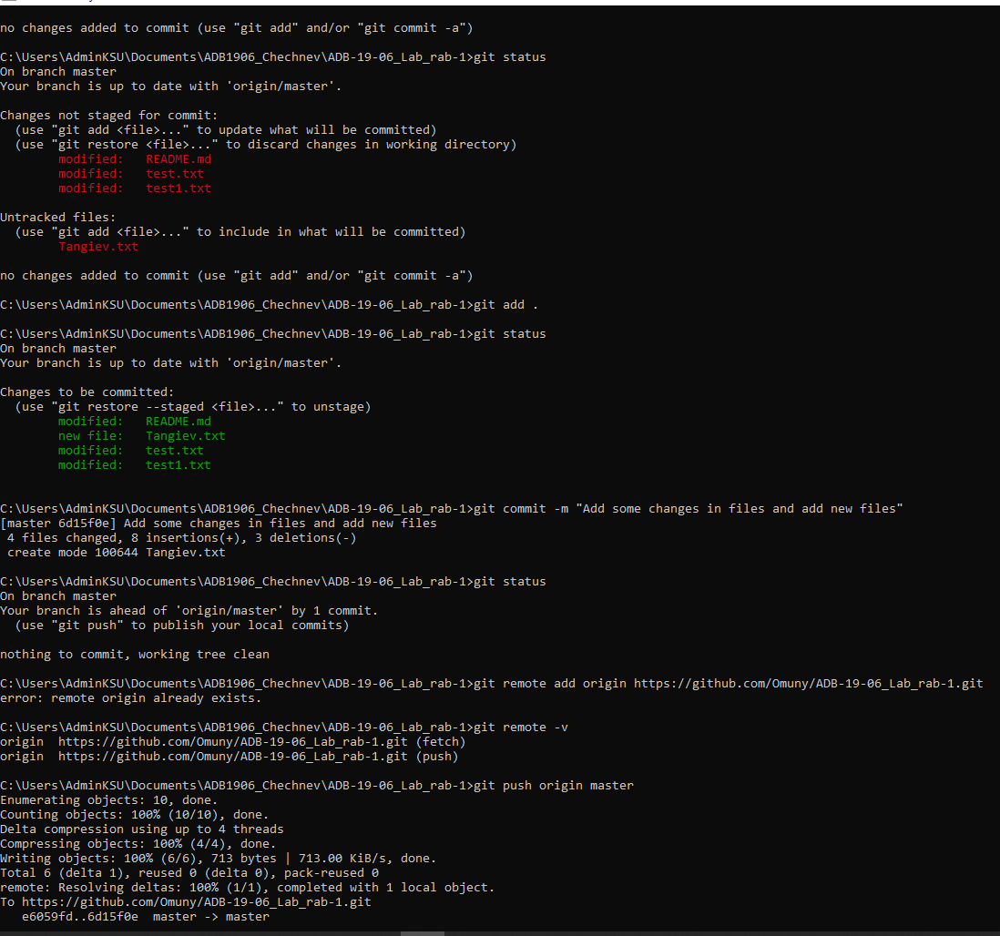 no changes added to commit (use "git add" and/or "git commit -a")
C:\Users\AdminKSU\Documents\ADB1906_Chechnev\ADB-19-06_Lab_rab-1>git status
On branch master
Your branch is up to date with 'origin/master'.
Changes not staged for commit:
  (use "git add <file>..." to update what will be committed)
  (use "git restore <file>..." to discard changes in working directory)
        modified:   README.md
        modified:   test.txt
        modified:   test1.txt
Untracked files:
  (use "git add <file>..." to include in what will be committed)
        Tangiev.txt
no changes added to commit (use "git add" and/or "git commit -a")
C:\Users\AdminKSU\Documents\ADB1906_Chechnev\ADB-19-06_Lab_rab-1>git add .
C:\Users\AdminKSU\Documents\ADB1906_Chechnev\ADB-19-06_Lab_rab-1>git status
On branch master
Your branch is up to date with 'origin/master'.
Changes to be committed:
  (use "git restore --staged <file>..." to unstage)
        modified:   README.md
        new file:   Tangiev.txt
        modified:   test.txt
        modified:   test1.txt
C:\Users\AdminKSU\Documents\ADB1906_Chechnev\ADB-19-06_Lab_rab-1>git commit -m "Add some changes in files and add new files"
[master 6d15f0e] Add some changes in files and add new files
 4 files changed, 8 insertions(+), 3 deletions(-)
 create mode 100644 Tangiev.txt
C:\Users\AdminKSU\Documents\ADB1906_Chechnev\ADB-19-06_Lab_rab-1>git status
On branch master
Your branch is ahead of 'origin/master' by 1 commit.
  (use "git push" to publish your local commits)
nothing to commit, working tree clean
C:\Users\AdminKSU\Documents\ADB1906_Chechnev\ADB-19-06_Lab_rab-1>git remote add origin https://github.com/Omuny/ADB-19-06_Lab_rab-1.git
error: remote origin already exists.
C:\Users\AdminKSU\Documents\ADB1906_Chechnev\ADB-19-06_Lab_rab-1>git remote -v
origin  https://github.com/Omuny/ADB-19-06_Lab_rab-1.git (fetch)
origin  https://github.com/Omuny/ADB-19-06_Lab_rab-1.git (push)
C:\Users\AdminKSU\Documents\ADB1906_Chechnev\ADB-19-06_Lab_rab-1>git push origin master
Enumerating objects: 10, done.
Counting objects: 100% (10/10), done.
Delta compression using up to 4 threads
Compressing objects: 100% (4/4), done.
Writing objects: 100% (6/6), 713 bytes | 713.00 KiB/s, done.
Total 6 (delta 1), reused 0 (delta 0), pack-reused 0
remote: Resolving deltas: 100% (1/1), completed with 1 local object.
To https://github.com/Omuny/ADB-19-06_Lab_rab-1.git
   e6059fd..6d15f0e  master -> master